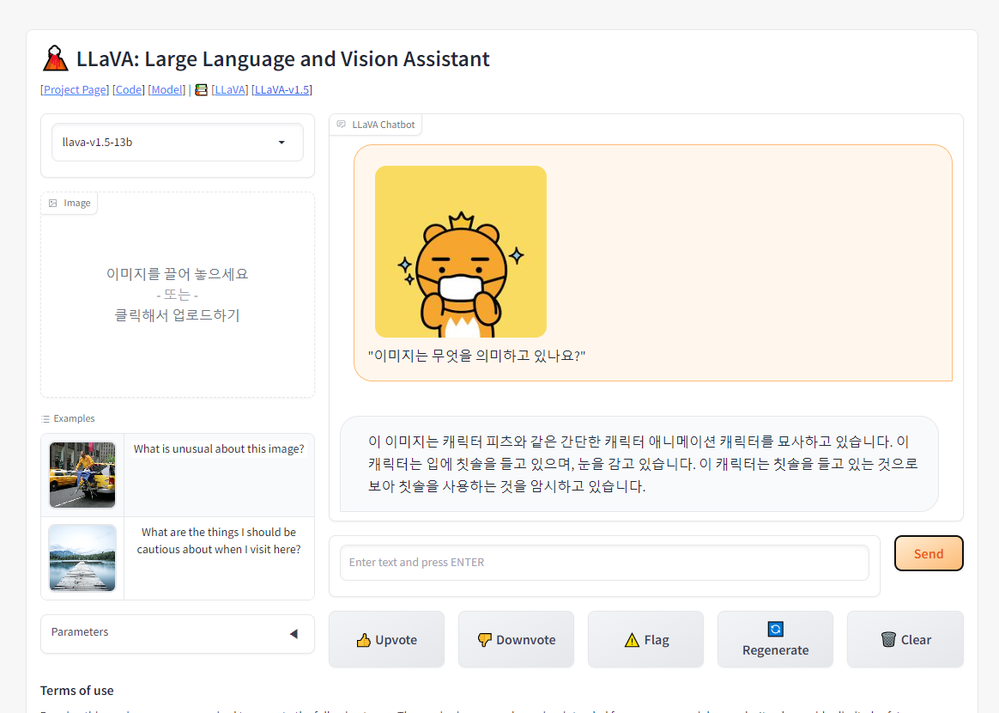 LLaVA: Large Language and Vision Assistant
[Project Page] [Code] [Model] | [LLaVA] [LLaVA-v1.5]
llava-v1.5-13b
Image
이미지를 끌어 놓으세요
- 또는 -
클릭해서 업로드하기
Examples
What is unusual about this image?
What are the things I should be
cautious about when I visit here?
Parameters
LLaVA Chatbot
"이미지는 무엇을 의미하고 있나요?"
이 이미지는 캐릭터 피츠와 같은 간단한 캐릭터 애니메이션 캐릭터를 묘사하고 있습니다. 이
캐릭터는 입에 칫솔을 들고 있으며, 눈을 감고 있습니다. 이 캐릭터는 칫솔을 들고 있는 것으로
보아 칫솔을 사용하는 것을 암시하고 있습니다.
Enter text and press ENTER
Send
Upvote
Downvote
Flag
Regenerate
Clear
Terms of use